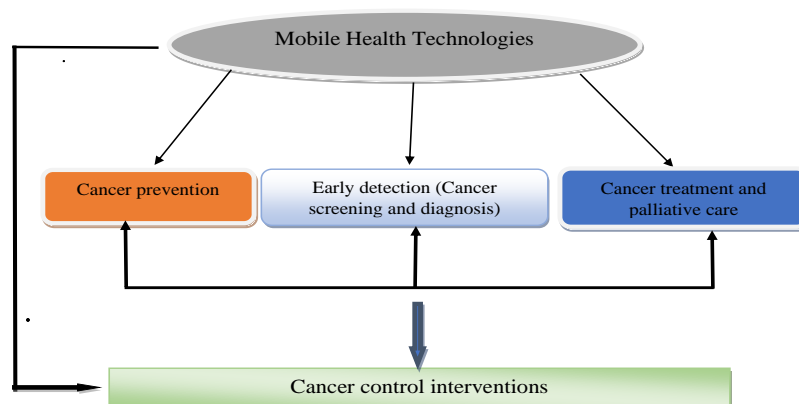 Mobile Health Technologies
Cancer prevention
Early detection (Cancer
screening and diagnosis)
Cancer treatment and
palliative care
Cancer control interventions